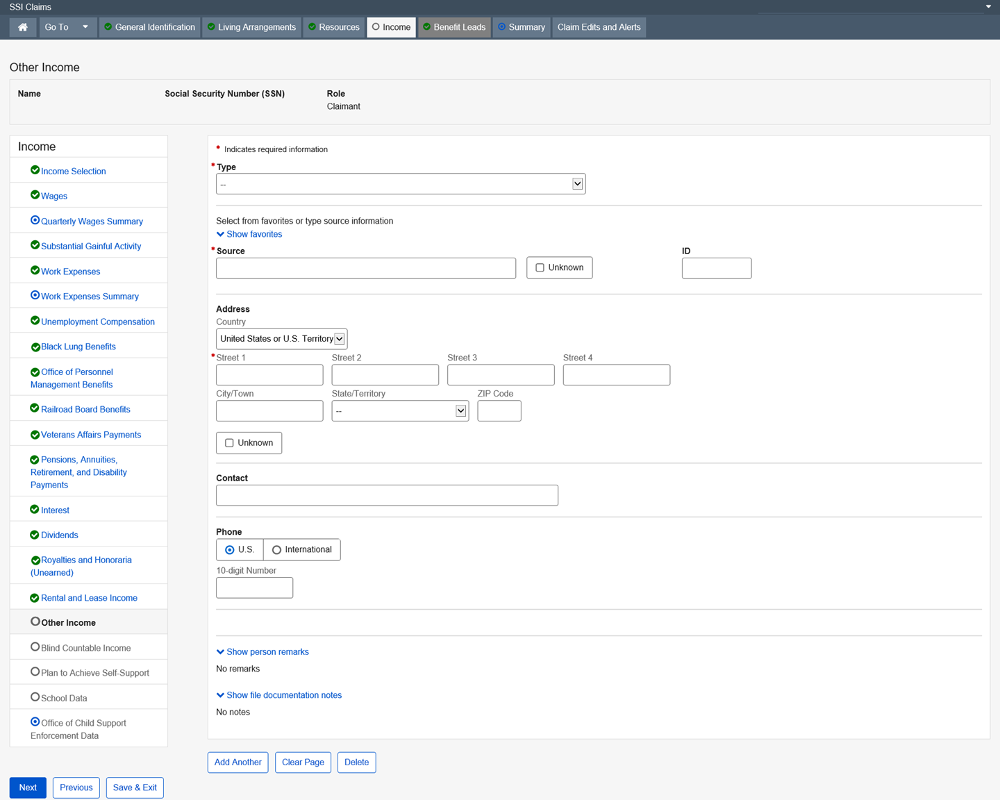 SSI Claims
Go To
General Identification
Living Arrangements
Resources
Income
Benefit Leads
Summary
Claim Edits and Alerts
Other Income
Name
Social Security Number (SSN)
Role
Claimant
Income
Income Selection
Wages
Quarterly Wages Summary
Substantial Gainful Activity
Work Expenses
Work Expenses Summary
Unemployment Compensation
Black Lung Benefits
Office of Personnel
Management Benefits
Railroad Board Benefits
Veterans Affairs Payments
Pensions, Annuities,
Retirement, and Disability
Payments
Interest
Dividends
Royalties and Honoraria
(Unearned)
Rental and Lease Income
Other Income
Blind Countable Income
Plan to Achieve Self-Support
School Data
Office of Child Support
Enforcement Data
* Indicates required information
* Type
--
Select from favorites or type source information
Show favorites
* Source
Unknown
ID
Address
Country
United States or U.S. Territory
* Street 1
Street 2
Street 3
Street 4
City/Town
State/Territory
--
ZIP Code
Unknown
Contact
Phone
U.S.
International
10-digit Number
Show person remarks
No remarks
Show file documentation notes
No notes
Add Another
Clear Page
Delete
Next
Previous
Save & Exit